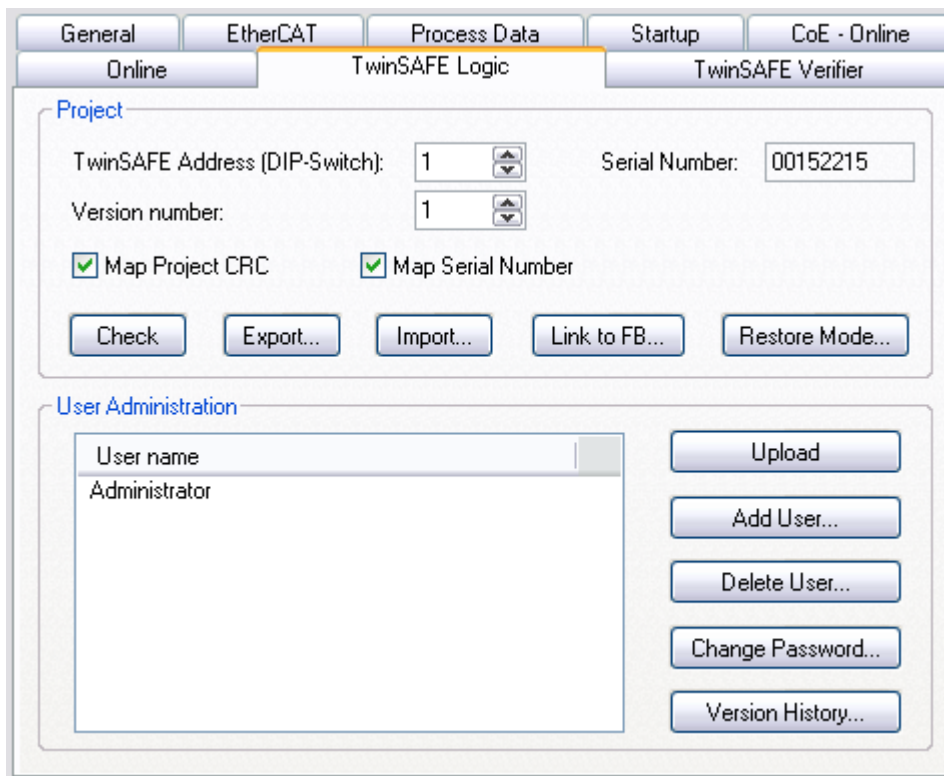 General EtherCAT Process Data Startup CoE - Online
Online TwinSAFE Logic TwinSAFE Verifier
Project
TwinSAFE Address (DIP-Switch): 1 Serial Number: 00152215
Version number: 1
Map Project CRC Map Serial Number
Check Export... Import... Link to FB... Restore Mode...
User Administration
User name
Administrator
Upload
Add User...
Delete User...
Change Password...
Version History...